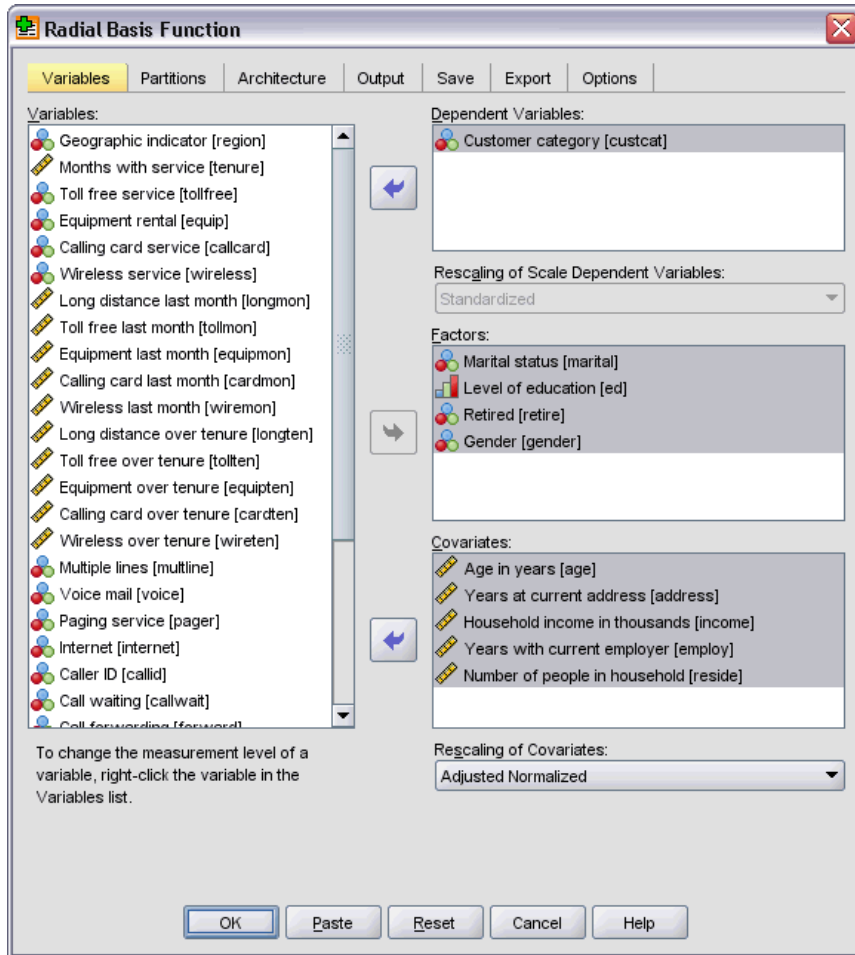 Radial Basis Function
Variables
Partitions
Architecture
Output
Save
Export
Options
Variables:
Geographic indicator [region]
Months with service [tenure]
Toll free service [tollfree]
Equipment rental [equip]
Calling card service [callcard]
Wireless service [wireless]
Long distance last month [longmon]
Toll free last month [tollmon]
Equipment last month [equipmon]
Calling card last month [cardmon]
Wireless last month [wiremon]
Long distance over tenure [longten]
Toll free over tenure [tollten]
Equipment over tenure [equipten]
Calling card over tenure [cardten]
Wireless over tenure [wireten]
Multiple lines [multline]
Voice mail [voice]
Paging service [pager]
Internet [internet]
Caller ID [callid]
Call waiting [callwait]
Call forwarding [forward]
To change the measurement level of a
variable, right-click the variable in the
Variables list.
Dependent Variables:
Customer category [custcat]
Rescaling of Scale Dependent Variables:
Standardized
Factors:
Marital status [marital]
Level of education [ed]
Retired [retire]
Gender [gender]
Covariates:
Age in years [age]
Years at current address [address]
Household income in thousands [income]
Years with current employer [employ]
Number of people in household [reside]
Rescaling of Covariates:
Adjusted Normalized
OK
Paste
Reset
Cancel
Help